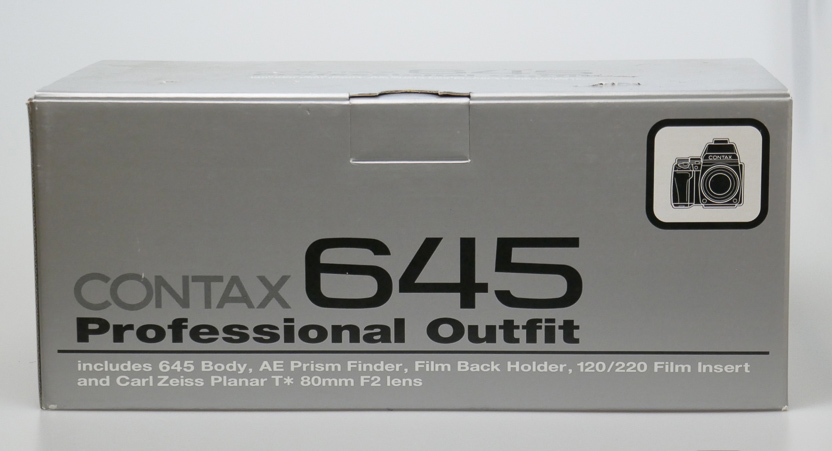 CONTAX
CONTAX 645
Professional Outfit
includes 645 Body, AE Prism Finder, Film Back Holder, 120/220 Film Insert
and Carl Zeiss Planar T* 80mm F2 lens